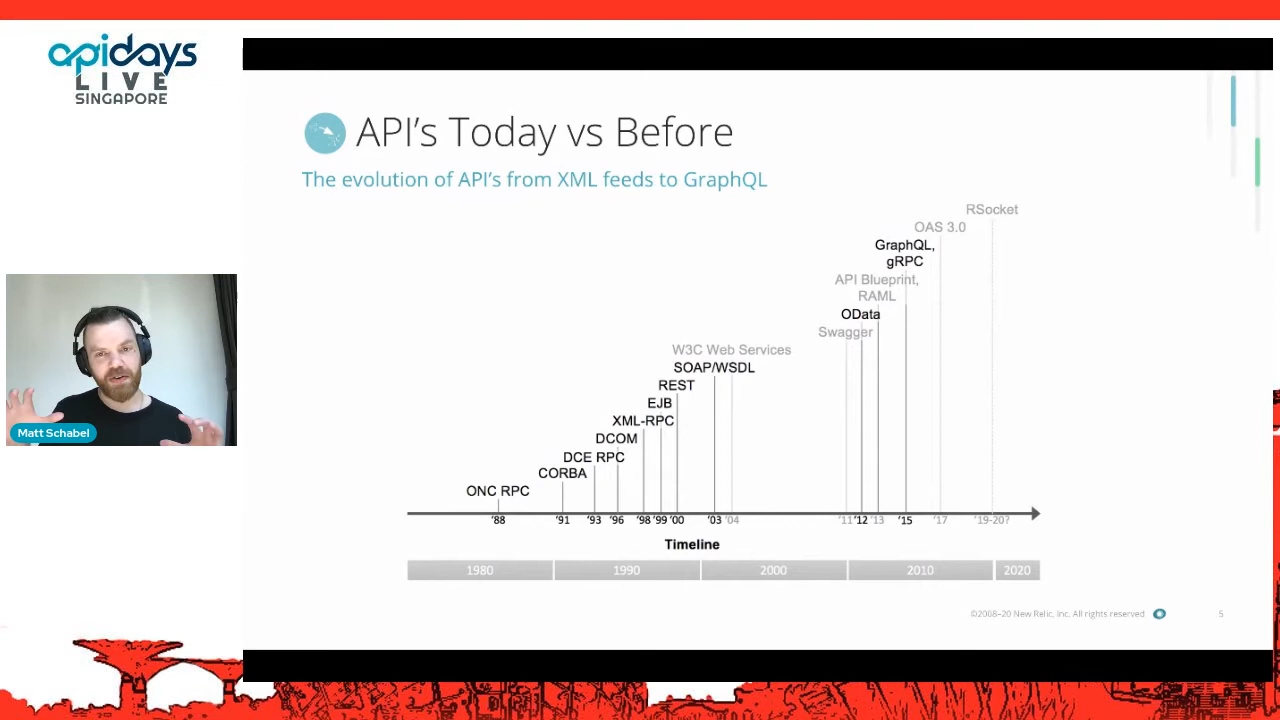 apidays
LIVE
SINGAPORE
API's Today vs Before
The evolution of API's from XML feeds to GraphQL
RSocket
OAS 3.0
GraphQL,
gRPC
API Blueprint,
RAML
OData
Swagger
W3C Web Services
SOAP/WSDL
REST
EJB
XML-RPC
DCOM
DCE RPC
CORBA
ONC RPC
'88 '91 '93 '96 '98 '99 '00 '03 '04 '11 '12 '13 '15 '17 '19-20?
Timeline
1980 1990 2000 2010 2020
©2008–20 New Relic, Inc. All rights reserved 5
Matt Schabel